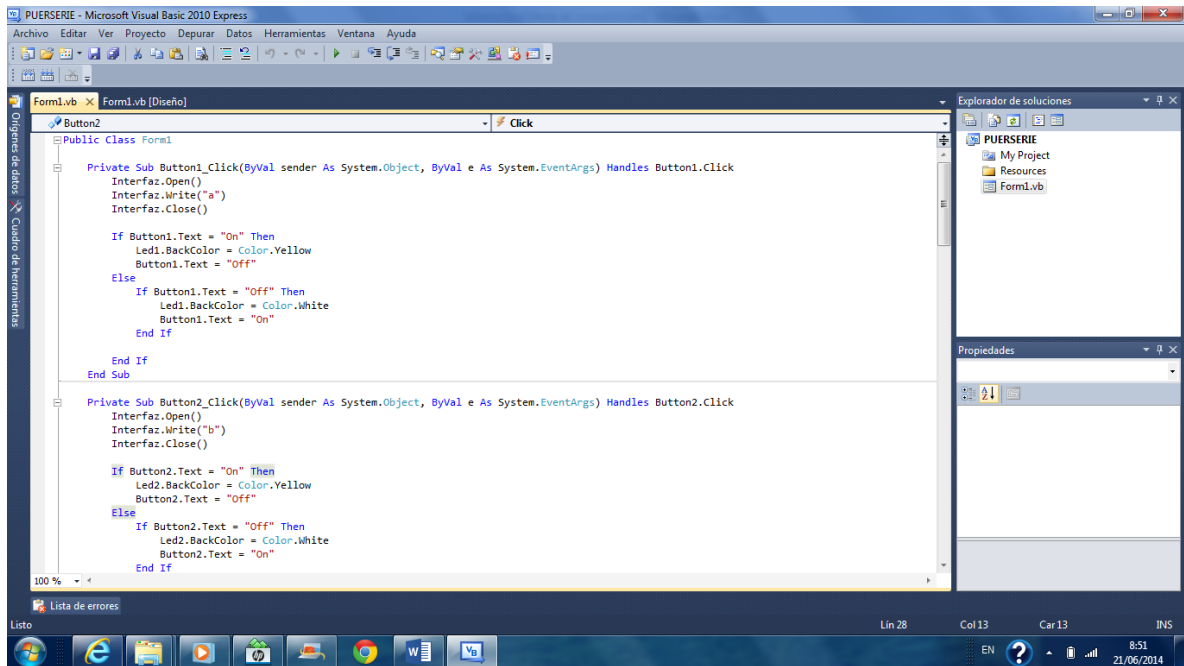 PUERSERIE - Microsoft Visual Basic 2010 Express
Archivo Editar Ver Proyecto Depurar Datos Herramientas Ventana Ayuda
Form1.vb Form1.vb [Diseño]
Button2 Click
Public Class Form1
Private Sub Button1_Click(ByVal sender As System.Object, ByVal e As System.EventArgs) Handles Button1.Click
Interfaz.Open()
Interfaz.Write("a")
Interfaz.Close()
If Button1.Text = "On" Then
Led1.BackColor = Color.Yellow
Button1.Text = "Off"
Else
If Button1.Text = "Off" Then
Led1.BackColor = Color.White
Button1.Text = "On"
End If
End If
End Sub
Private Sub Button2_Click(ByVal sender As System.Object, ByVal e As System.EventArgs) Handles Button2.Click
Interfaz.Open()
Interfaz.Write("b")
Interfaz.Close()
If Button2.Text = "On" Then
Led2.BackColor = Color.Yellow
Button2.Text = "Off"
Else
If Button2.Text = "Off" Then
Led2.BackColor = Color.White
Button2.Text = "On"
End If
100 %
Orígenes de datos
Cuadro de herramientas
Explorador de soluciones
PUERSERIE
My Project
Resources
Form1.vb
Propiedades
Lista de errores
Listo
Lín 28 Col 13 Car 13 INS
EN
8:51
21/06/2014